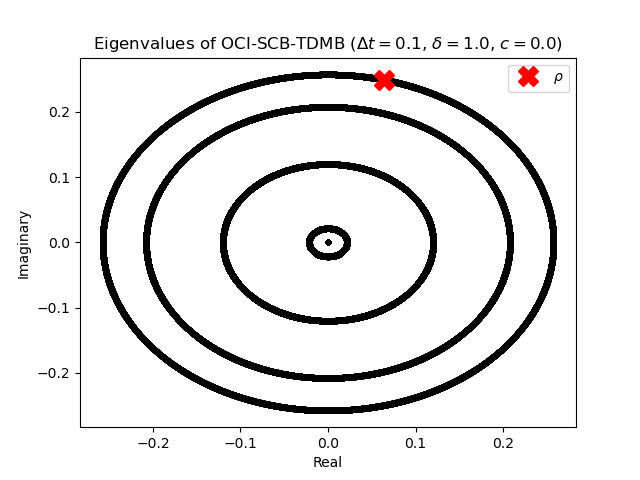 Eigenvalues of OCI-SCB-TDMB (Δt = 0.1, δ = 1.0, c = 0.0)
ρ
0.2
0.1
0.0
−0.1
−0.2
Imaginary
−0.2 −0.1 0.0 0.1 0.2
Real